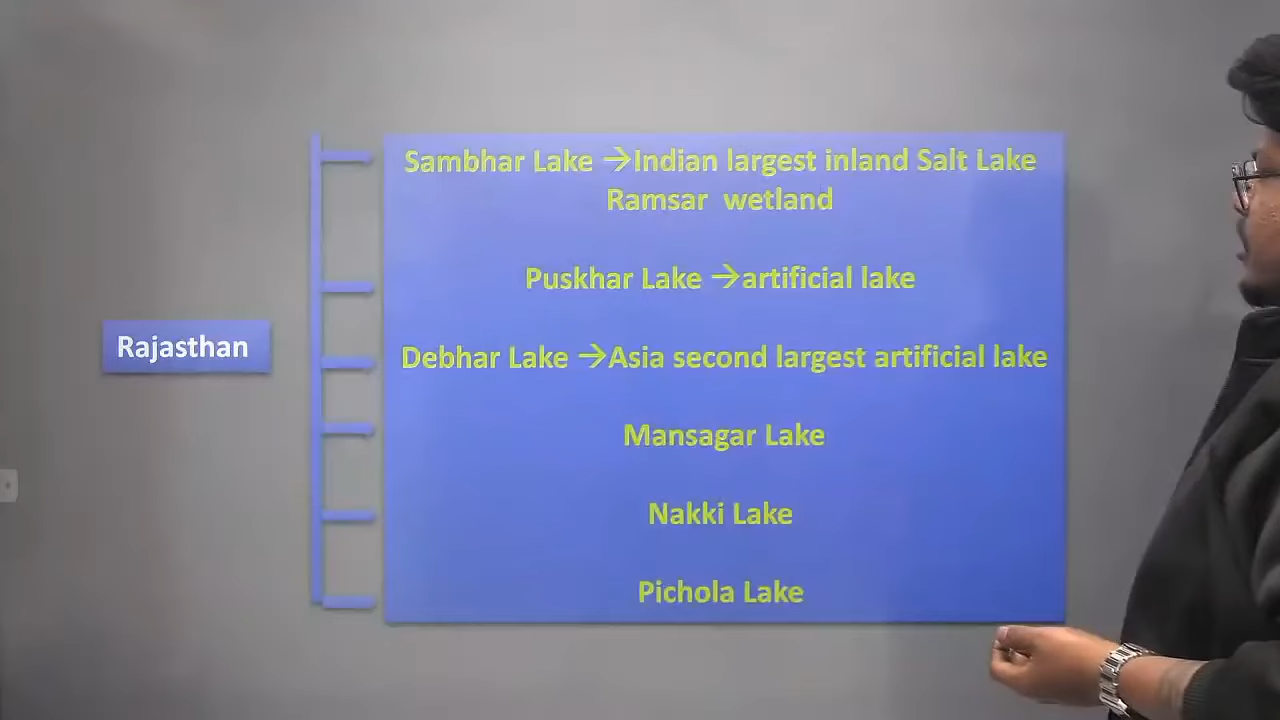 Rajasthan
Sambhar Lake →Indian largest inland Salt Lake
Ramsar wetland
Puskhar Lake →artificial lake
Debhar Lake →Asia second largest artificial lake
Mansagar Lake
Nakki Lake
Pichola Lake